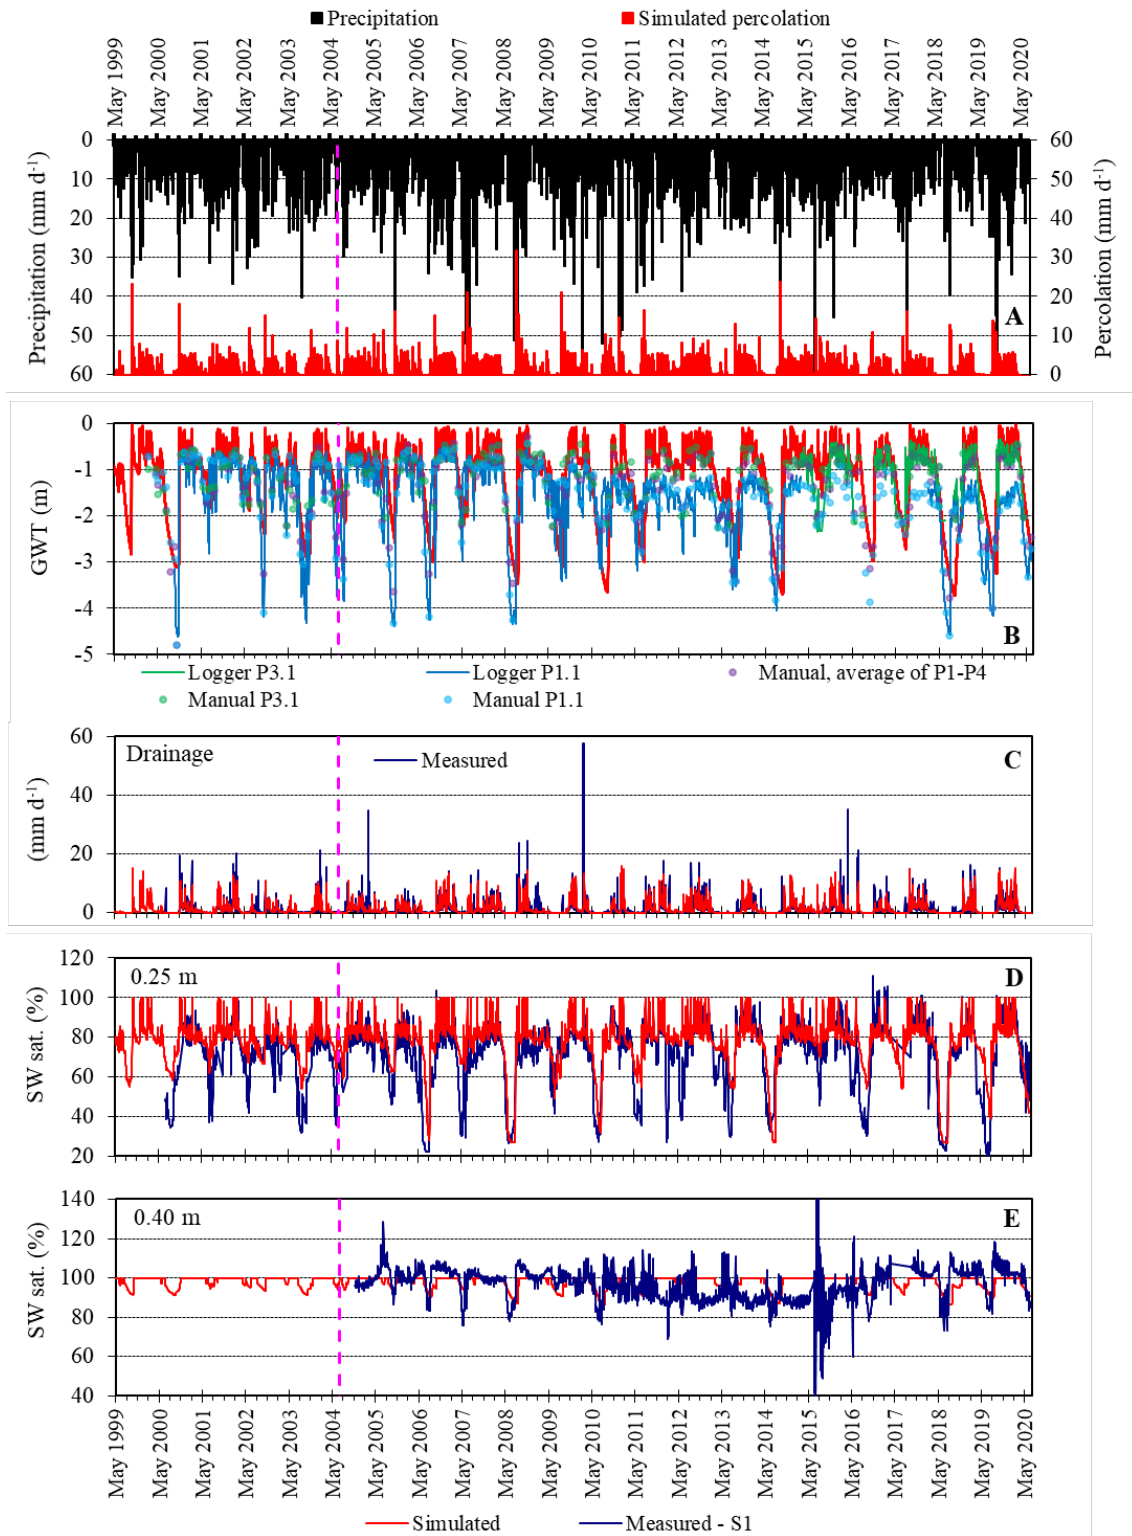 Precipitation Simulated percolation
May 1999 May 2000 May 2001 May 2002 May 2003 May 2004 May 2005 May 2006 May 2007 May 2008 May 2009 May 2010 May 2011 May 2012 May 2013 May 2014 May 2015 May 2016 May 2017 May 2018 May 2019 May 2020
Precipitation (mm d-1)
0 10 20 30 40 50 60
A
60 50 40 30 20 10 0
Percolation (mm d-1)
GWT (m)
0 -1 -2 -3 -4 -5
B
Logger P3.1 Logger P1.1 Manual, average of P1-P4
Manual P3.1 Manual P1.1
(mm d-1)
60 40 20 0
Drainage Measured C
SW sat. (%)
120 100 80 60 40 20
0.25 m D
SW sat. (%)
140 120 100 80 60 40
0.40 m E
May 1999 May 2000 May 2001 May 2002 May 2003 May 2004 May 2005 May 2006 May 2007 May 2008 May 2009 May 2010 May 2011 May 2012 May 2013 May 2014 May 2015 May 2016 May 2017 May 2018 May 2019 May 2020
Simulated Measured - S1